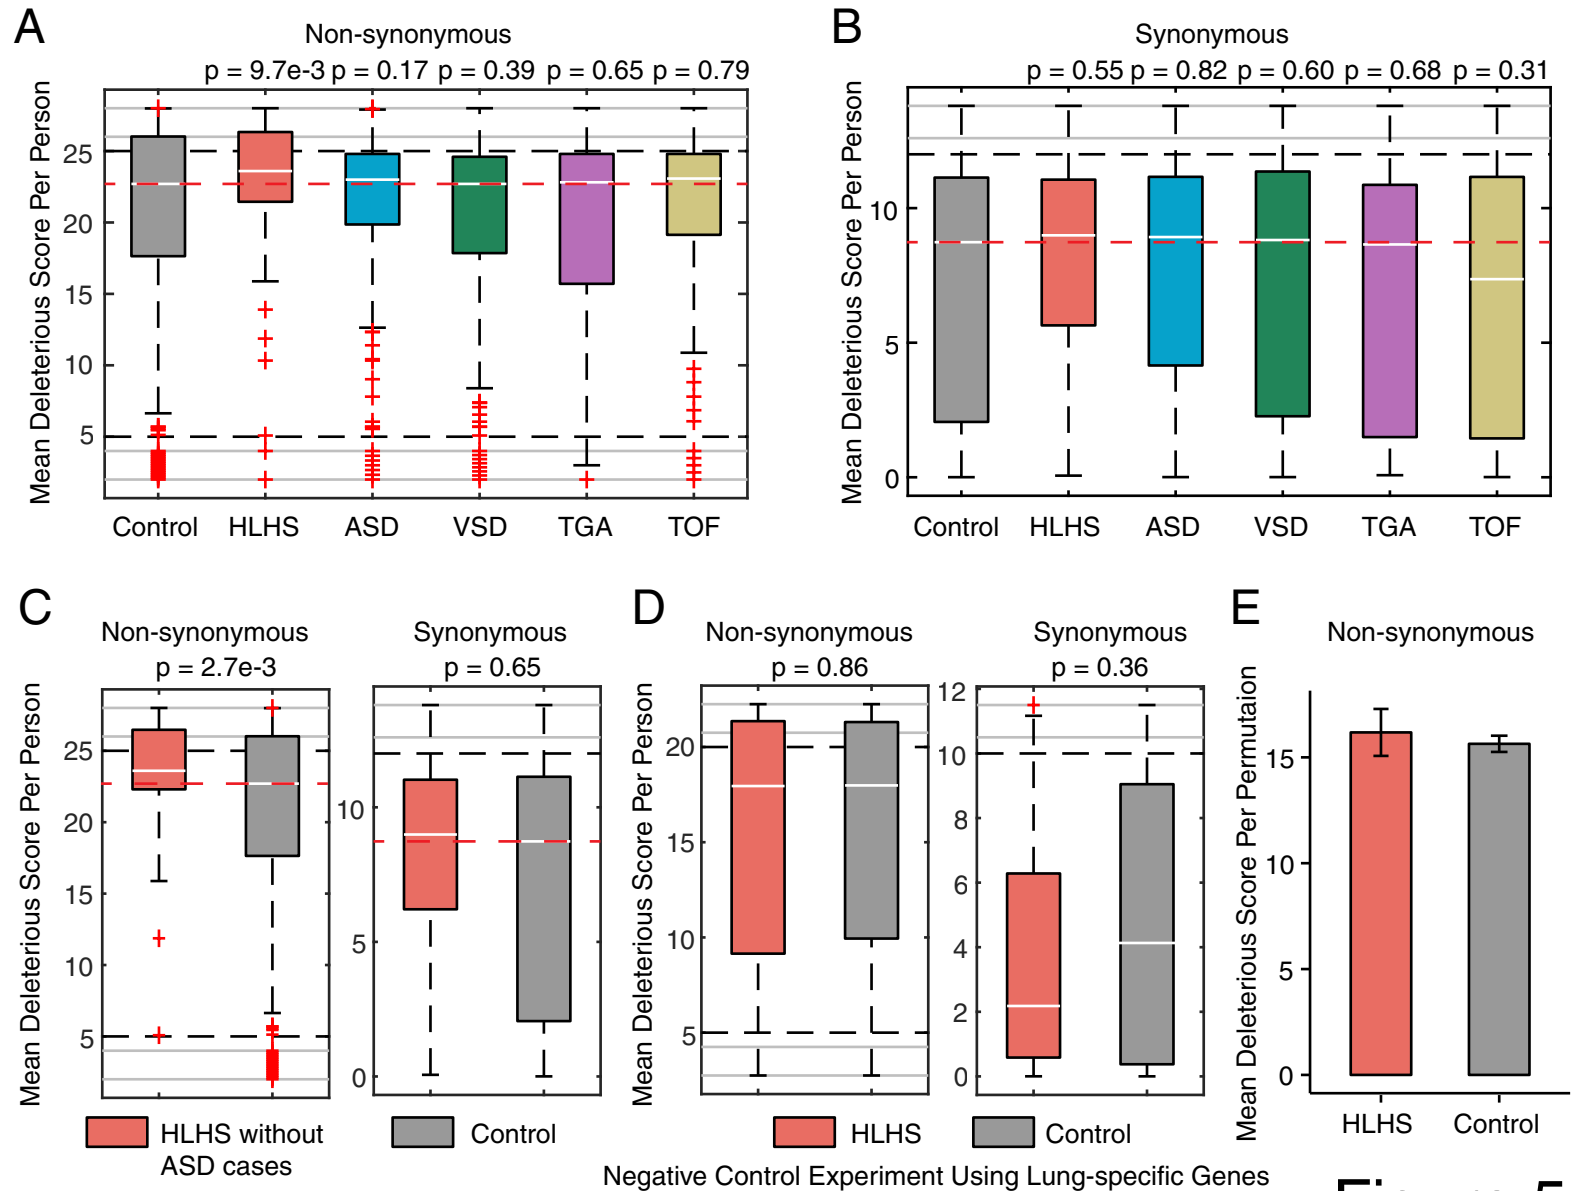 A
Non-synonymous
p = 9.7e-3 p = 0.17 p = 0.39 p = 0.65 p = 0.79
Mean Deleterious Score Per Person
25
20
15
10
5
Control HLHS ASD VSD TGA TOF
B
Synonymous
p = 0.55 p = 0.82 p = 0.60 p = 0.68 p = 0.31
Mean Deleterious Score Per Person
10
5
0
Control HLHS ASD VSD TGA TOF
C
Non-synonymous
p = 2.7e-3
Mean Deleterious Score Per Person
25
20
15
10
5
Synonymous
p = 0.65
10
5
0
HLHS without
ASD cases
Control
D
Non-synonymous
p = 0.86
Mean Deleterious Score Per Person
20
15
10
5
Synonymous
p = 0.36
12
10
8
6
4
2
0
HLHS
Control
Negative Control Experiment Using Lung-specific Genes
E
Non-synonymous
Mean Deleterious Score Per Permutation
15
10
5
0
HLHS Control